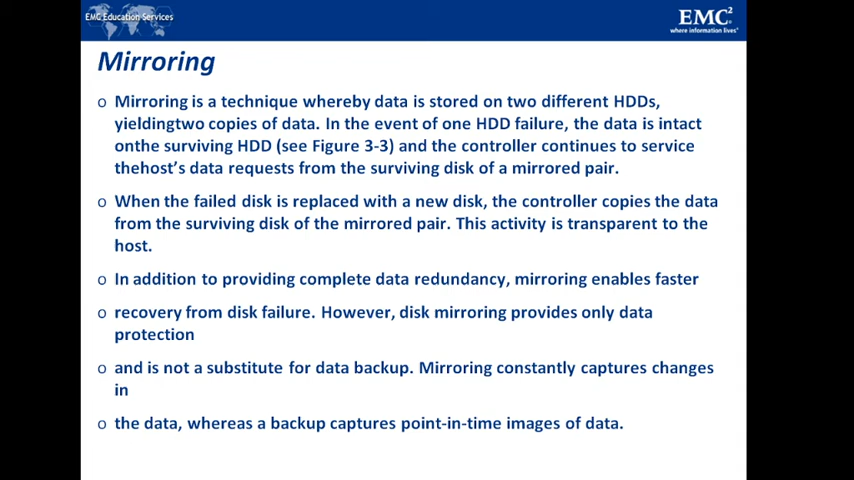 EMC Education Services
EMC²
where information lives®
Mirroring
o Mirroring is a technique whereby data is stored on two different HDDs,
yieldingtwo copies of data. In the event of one HDD failure, the data is intact
onthe surviving HDD (see Figure 3-3) and the controller continues to service
thehost's data requests from the surviving disk of a mirrored pair.
o When the failed disk is replaced with a new disk, the controller copies the data
from the surviving disk of the mirrored pair. This activity is transparent to the
host.
o In addition to providing complete data redundancy, mirroring enables faster
o recovery from disk failure. However, disk mirroring provides only data
protection
o and is not a substitute for data backup. Mirroring constantly captures changes
in
o the data, whereas a backup captures point-in-time images of data.